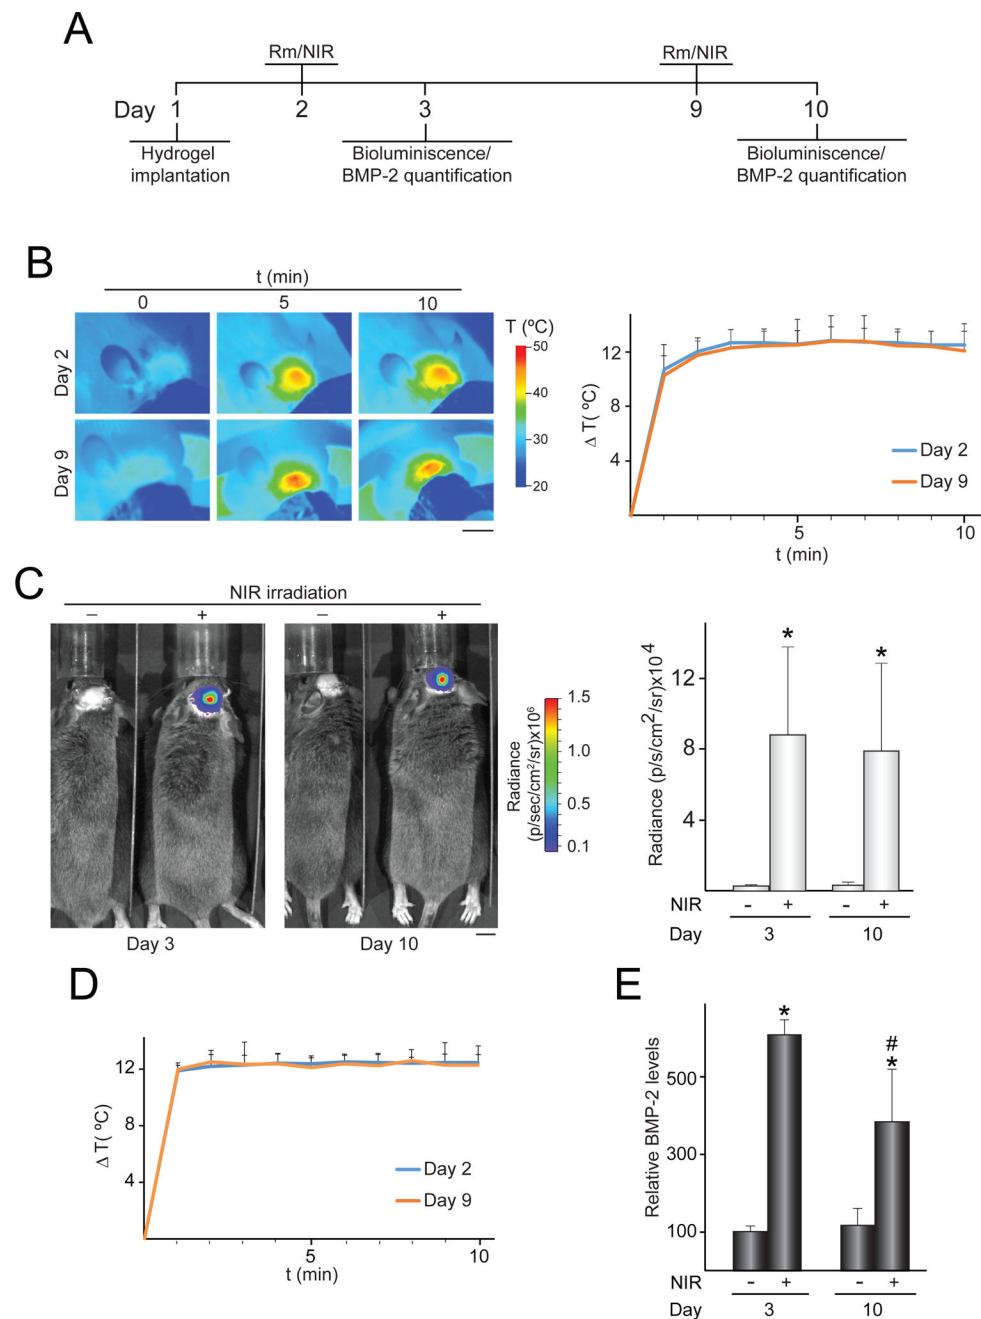 A
Rm/NIR
Rm/NIR
Day 1 2 3 9 10
Hydrogel
implantation
Bioluminiscence/
BMP-2 quantification
Bioluminiscence/
BMP-2 quantification
B
t (min)
0 5 10
T (ºC)
50
40
30
20
Day 2
Day 9
Δ T( ºC)
12
8
4
Day 2
Day 9
5 10
t (min)
C
NIR irradiation
– + – +
Day 3 Day 10
Radiance
(p/sec/cm²/sr)x10⁶
1.5
1.0
0.5
0.1
Radiance (p/s/cm²/sr)x10⁴
12
8
4
* *
NIR - + - +
Day 3 10
D
Δ T( ºC)
12
8
4
Day 2
Day 9
5 10
t (min)
E
Relative BMP-2 levels
500
300
100
*
#
*
NIR - + - +
Day 3 10